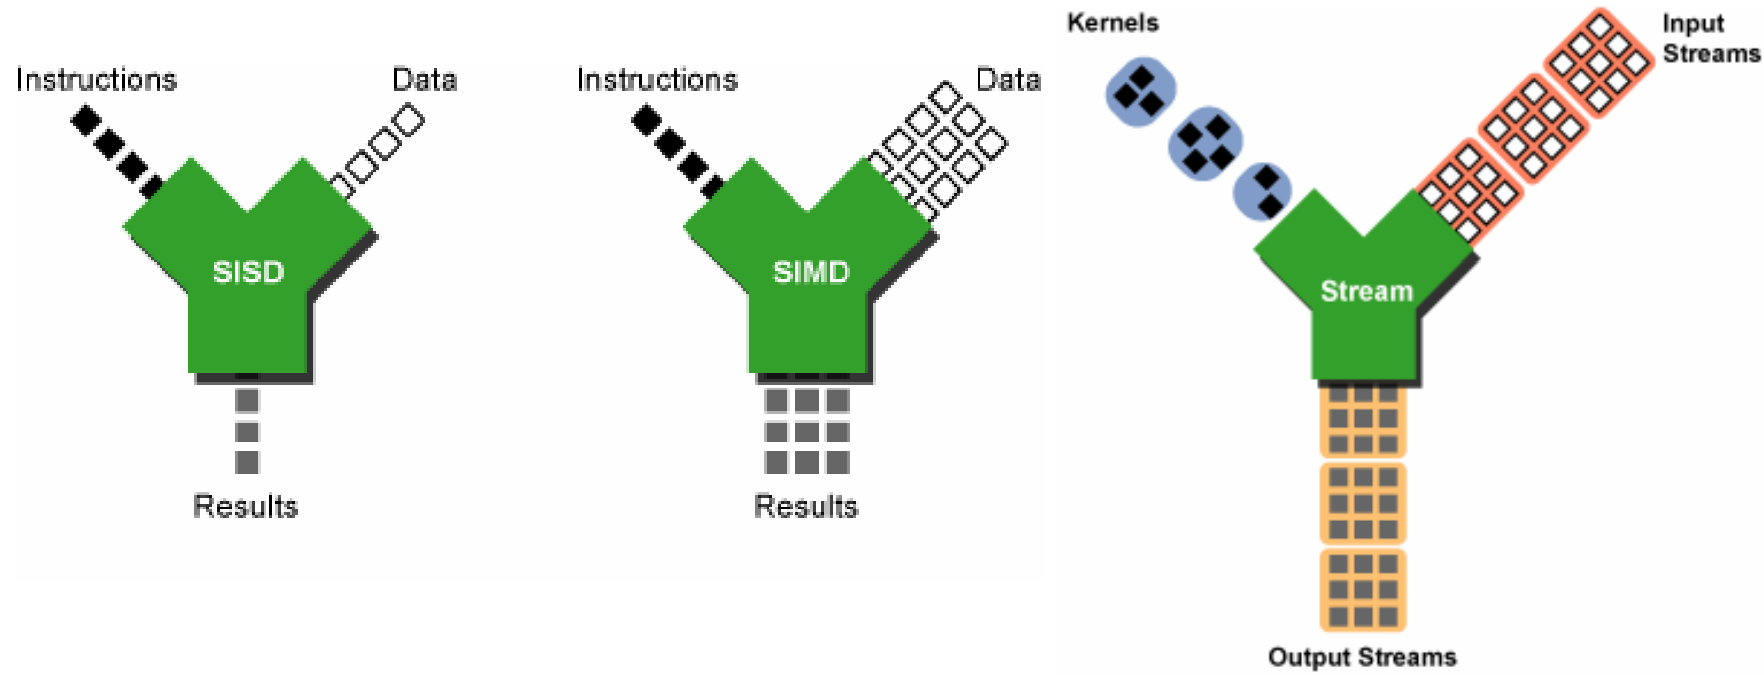 Instructions
Data
SISD
Results
Instructions
Data
SIMD
Results
Kernels
Input
Streams
Stream
Output Streams